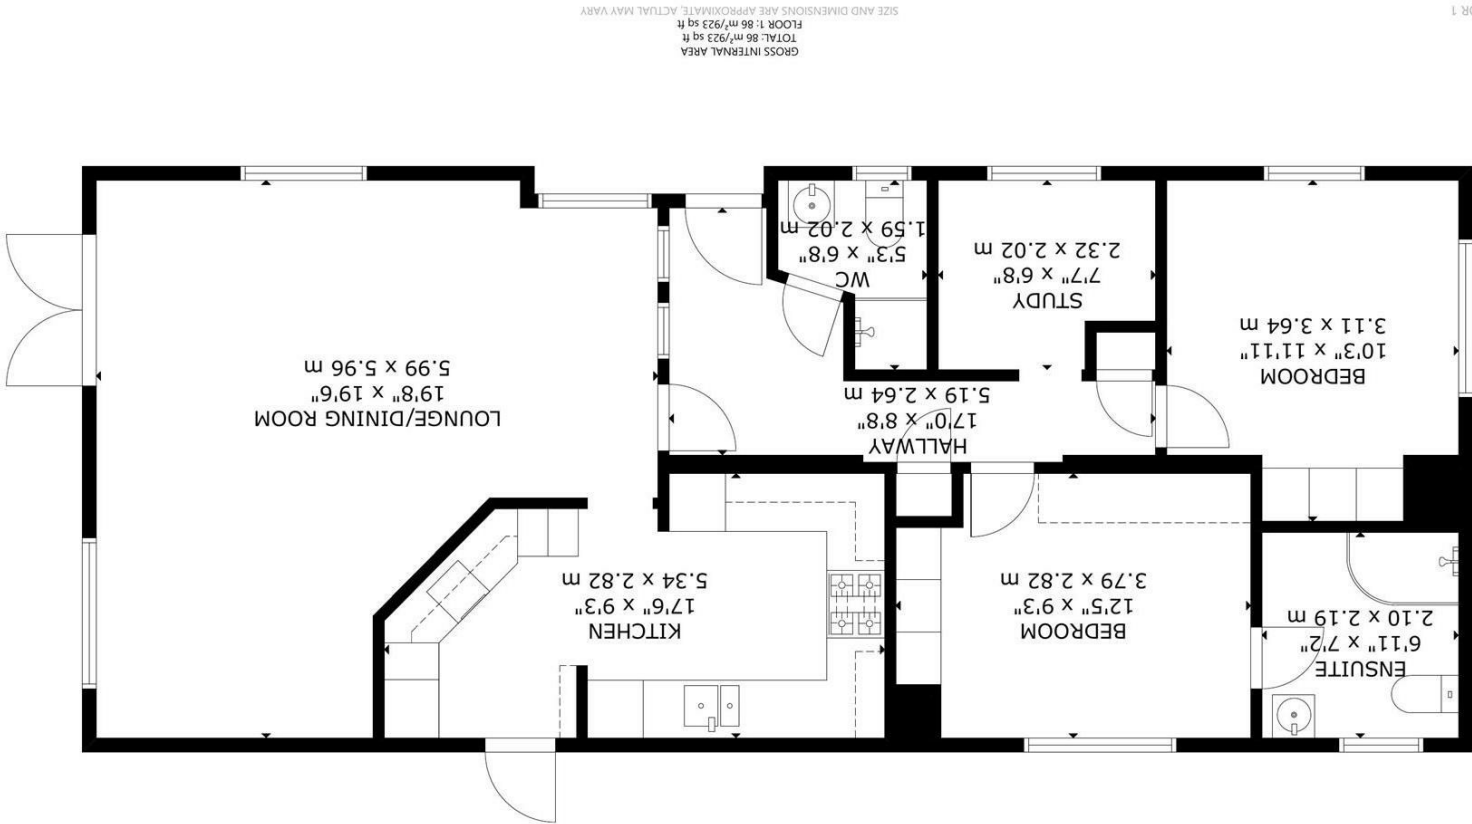 ENSUITE
6'11" x 7'2"
2.10 x 2.19 m
BEDROOM
12'5" x 9'3"
3.79 x 2.82 m
KITCHEN
17'6" x 9'3"
5.34 x 2.82 m
HALLWAY
17'0" x 8'8"
5.19 x 2.64 m
LOUNGE/DINING ROOM
19'8" x 19'6"
5.99 x 5.96 m
BEDROOM
10'3" x 11'11"
3.11 x 3.64 m
STUDY
7'7" x 6'8"
2.32 x 2.02 m
WC
5'3" x 6'8"
1.59 x 2.02 m
GROSS INTERNAL AREA
TOTAL: 86 m²/923 sq ft
FLOOR 1: 86 m²/923 sq ft
SIZE AND DIMENSIONS ARE APPROXIMATE, ACTUAL MAY VARY
OR 1